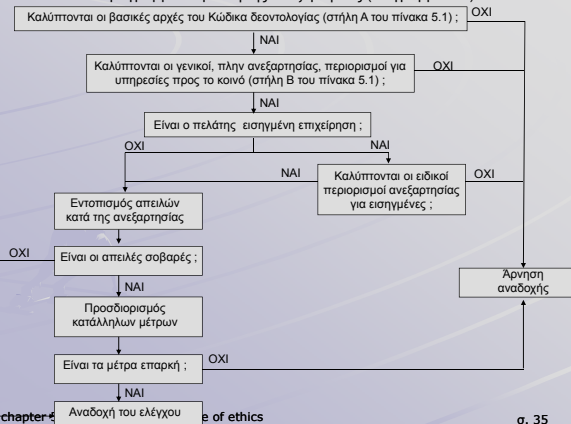 Καλύπτονται οι βασικές αρχές του Κώδικα δεοντολογίας (στήλη Α του πίνακα 5.1) ;
ΟΧΙ
ΝΑΙ
Καλύπτονται οι γενικοί, πλην ανεξαρτησίας, περιορισμοί για
υπηρεσίες προς το κοινό (στήλη Β του πίνακα 5.1) ;
ΟΧΙ
ΝΑΙ
Είναι ο πελάτης εισηγμένη επιχείρηση ;
ΟΧΙ
ΝΑΙ
Καλύπτονται οι ειδικοί
περιορισμοί ανεξαρτησίας
για εισηγμένες ;
ΝΑΙ
ΟΧΙ
Εντοπισμός απειλών
κατά της ανεξαρτησίας
Είναι οι απειλές σοβαρές ;
ΟΧΙ
ΝΑΙ
Άρνηση
αναδοχής
Προσδιορισμός
κατάλληλων μέτρων
Είναι τα μέτρα επαρκή ;
ΟΧΙ
ΝΑΙ
Αναδοχή του ελέγχου
chapter
e of ethics
σ. 35